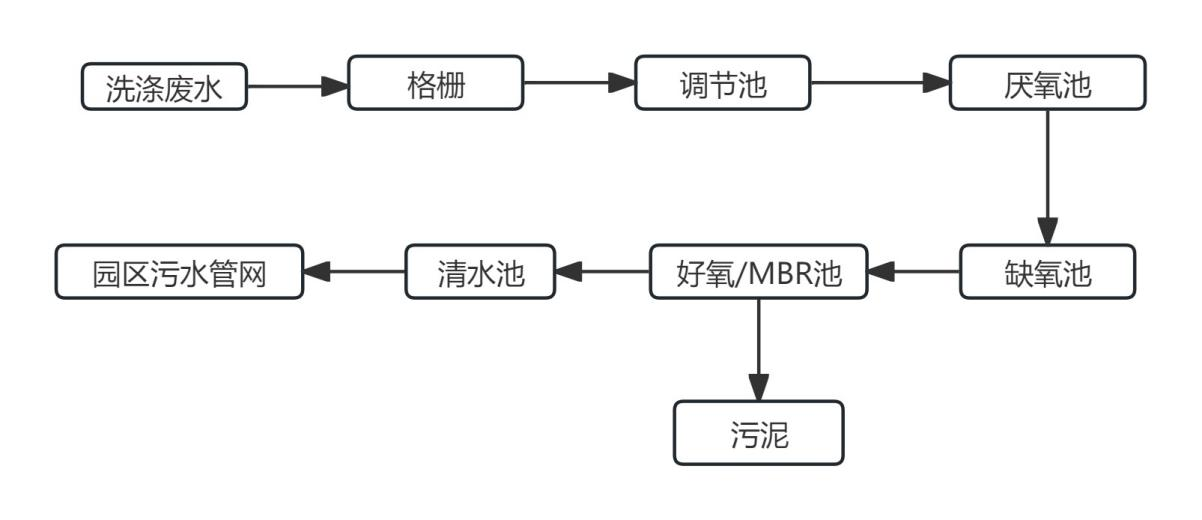 洗涤废水
格栅
调节池
厌氧池
园区污水管网
清水池
好氧/MBR池
缺氧池
污泥